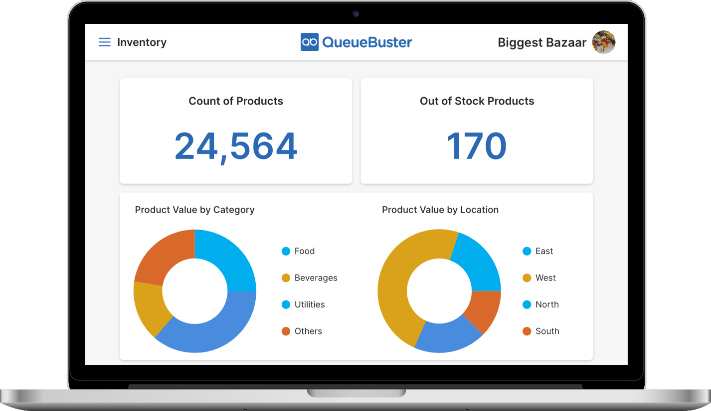 Inventory
QueueBuster
Biggest Bazaar
Count of Products
Out of Stock Products
24,564
170
Product Value by Category
Product Value by Location
Food
Beverages
Utilities
Others
East
West
North
South